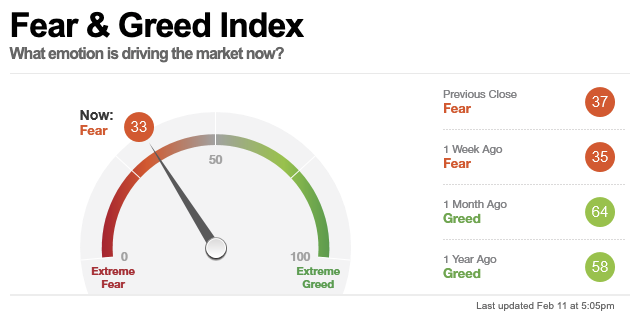 Fear & Greed Index
What emotion is driving the market now?
Now:
Fear
33
50
0
100
Extreme
Fear
Extreme
Greed
Previous Close
Fear
37
1 Week Ago
Fear
35
1 Month Ago
Greed
64
1 Year Ago
Greed
58
Last updated Feb 11 at 5:05pm